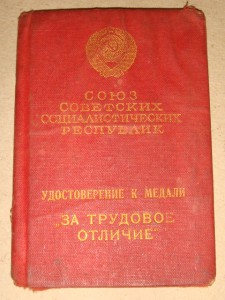 СОЮЗ
СОВЕТСКИХ
СОЦИАЛИСТИЧЕСКИХ
РЕСПУБЛИК
УДОСТОВЕРЕНИЕ К МЕДАЛИ
„ЗА ТРУДОВОЕ
ОТЛИЧИЕ"